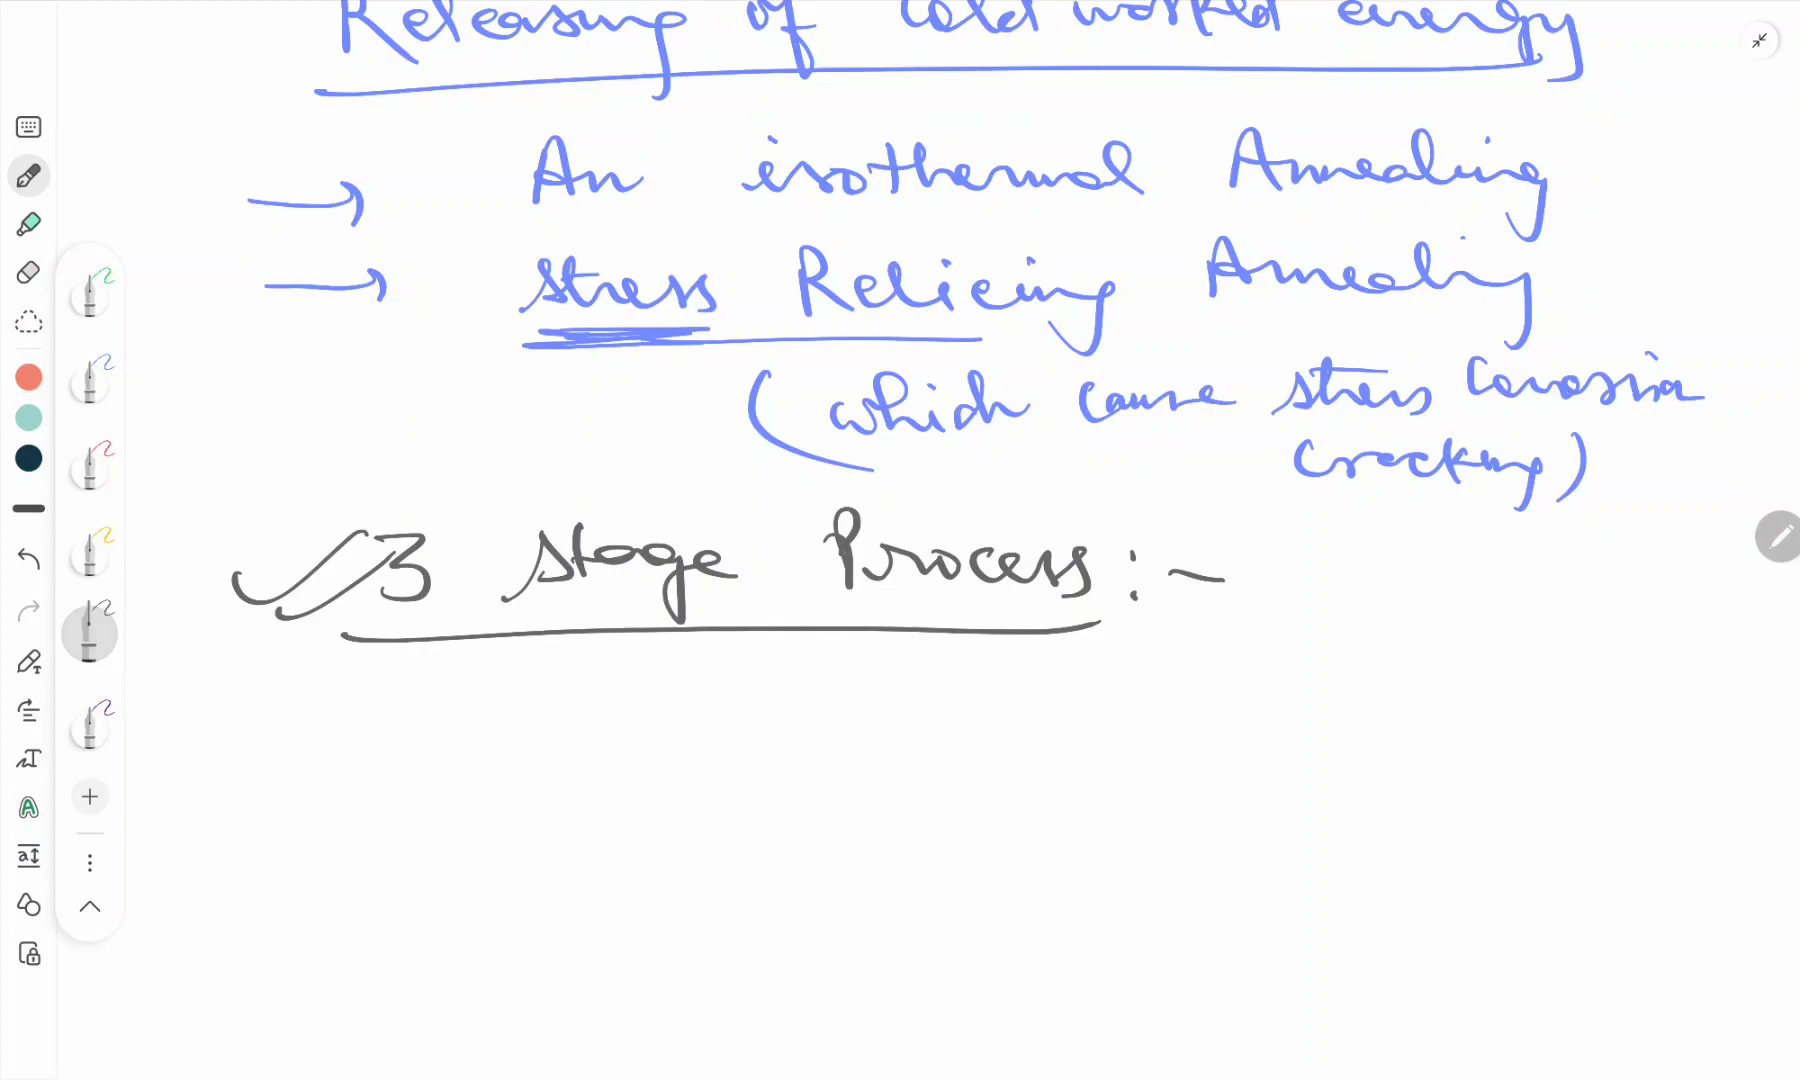 Releasing of cold worked energy
→ An isothermal Annealing
→ stress Relieving Annealing
(which cause stress corrosion
cracking)
3 stage Process :-